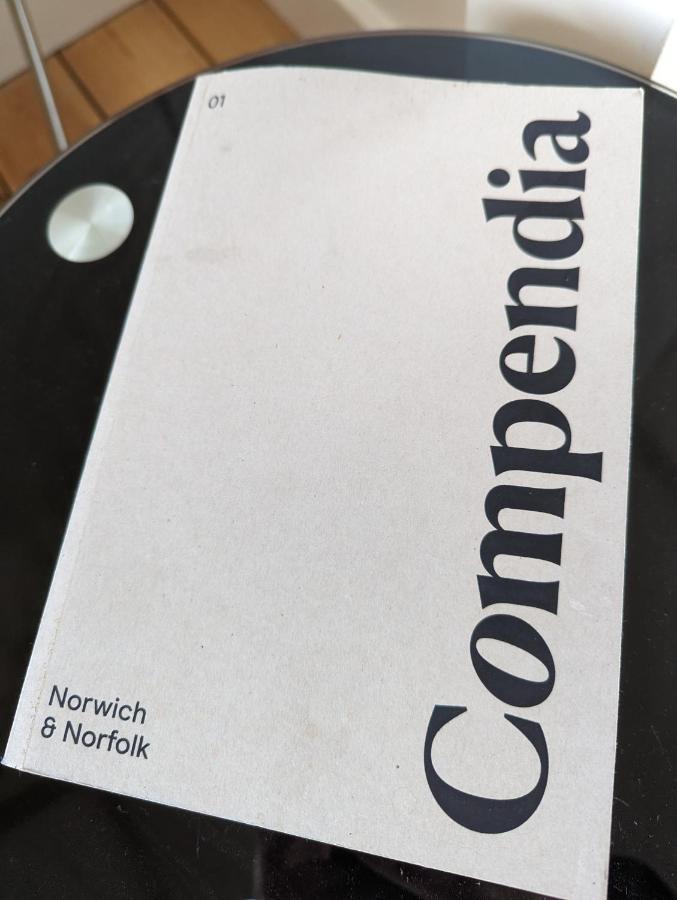 01
Compendia
Norwich
& Norfolk